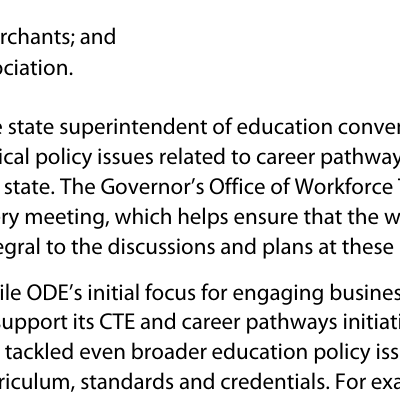 rchants; and
ociation.
e state superintendent of education conve
ical policy issues related to career pathway
state. The Governor’s Office of Workforce
ry meeting, which helps ensure that the w
egral to the discussions and plans at these
ile ODE’s initial focus for engaging busines
support its CTE and career pathways initiati
tackled even broader education policy iss
riculum, standards and credentials. For exa